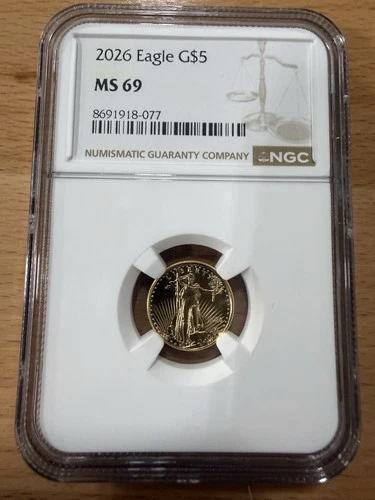 2026 Eagle G$5
MS 69
8691918-077
NUMISMATIC GUARANTY COMPANY NGC
LIBERTY